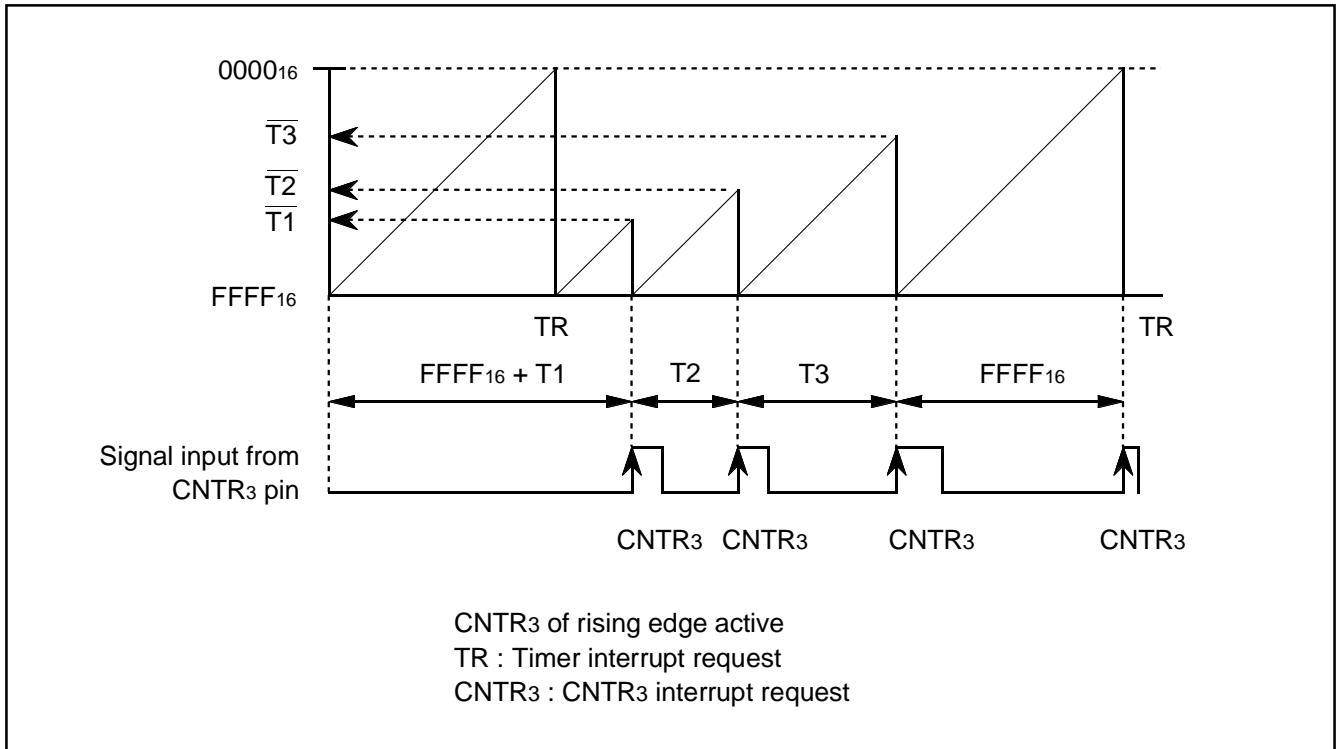 0000₁₆
T3
T2
T1
FFFF₁₆
TR
TR
FFFF₁₆ + T1
T2
T3
FFFF₁₆
Signal input from
CNTR₃ pin
CNTR₃
CNTR₃
CNTR₃
CNTR₃
CNTR₃ of rising edge active
TR : Timer interrupt request
CNTR₃ : CNTR₃ interrupt request